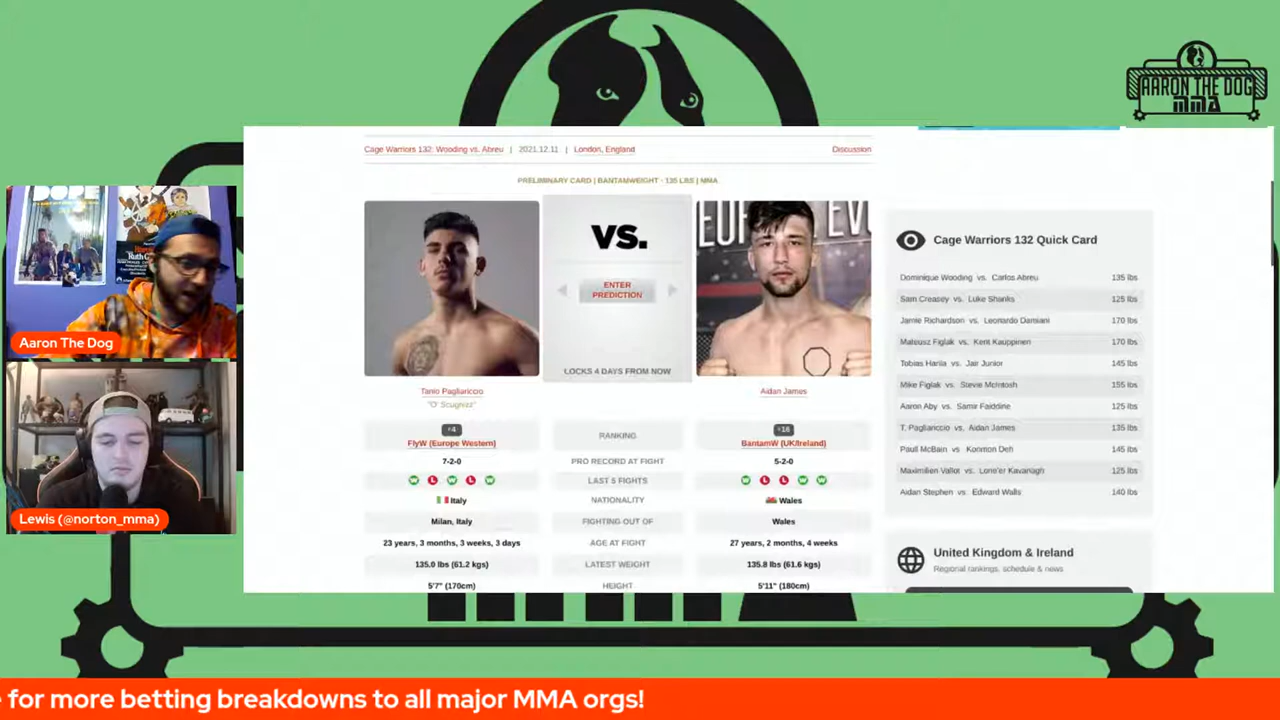 AARON THE DOG
MMA
DOPE
Aaron The Dog
Lewis (@norton_mma)
Cage Warriors 132: Wooding vs. Abreu | 2021.12.11 | London, England
Discussion
PRELIMINARY CARD | BANTAMWEIGHT · 135 LBS | MMA
VS.
ENTER
PREDICTION
LOCKS 4 DAYS FROM NOW
Tanio Pagliariccio
Aidan James
"O' Scugnizz"
+4
RANKING
+16
FlyW (Europe Western)
BantamW (UK/Ireland)
7-2-0
PRO RECORD AT FIGHT
5-2-0
W L W L W
LAST 5 FIGHTS
W L L W W
Italy
NATIONALITY
Wales
Milan, Italy
FIGHTING OUT OF
Wales
23 years, 3 months, 3 weeks, 3 days
AGE AT FIGHT
27 years, 2 months, 4 weeks
135.0 lbs (61.2 kgs)
LATEST WEIGHT
135.8 lbs (61.6 kgs)
5'7" (170cm)
HEIGHT
5'11" (180cm)
Cage Warriors 132 Quick Card
Dominique Wooding vs. Carlos Abreu 135 lbs
Sam Creasey vs. Luke Shanks 125 lbs
Jamie Richardson vs. Leonardo Damiani 170 lbs
Mateusz Figlak vs. Kent Kauppinen 170 lbs
Tobias Harila vs. Jair Junior 145 lbs
Mike Figlak vs. Stevie McIntosh 155 lbs
Aaron Aby vs. Samir Faiddine 125 lbs
T. Pagliariccio vs. Aidan James 135 lbs
Paull McBain vs. Konmon Deh 145 lbs
Maximilien Vallot vs. Lone'er Kavanagh 125 lbs
Aidan Stephen vs. Edward Walls 140 lbs
United Kingdom & Ireland
Regional rankings, schedule & news
for more betting breakdowns to all major MMA orgs!